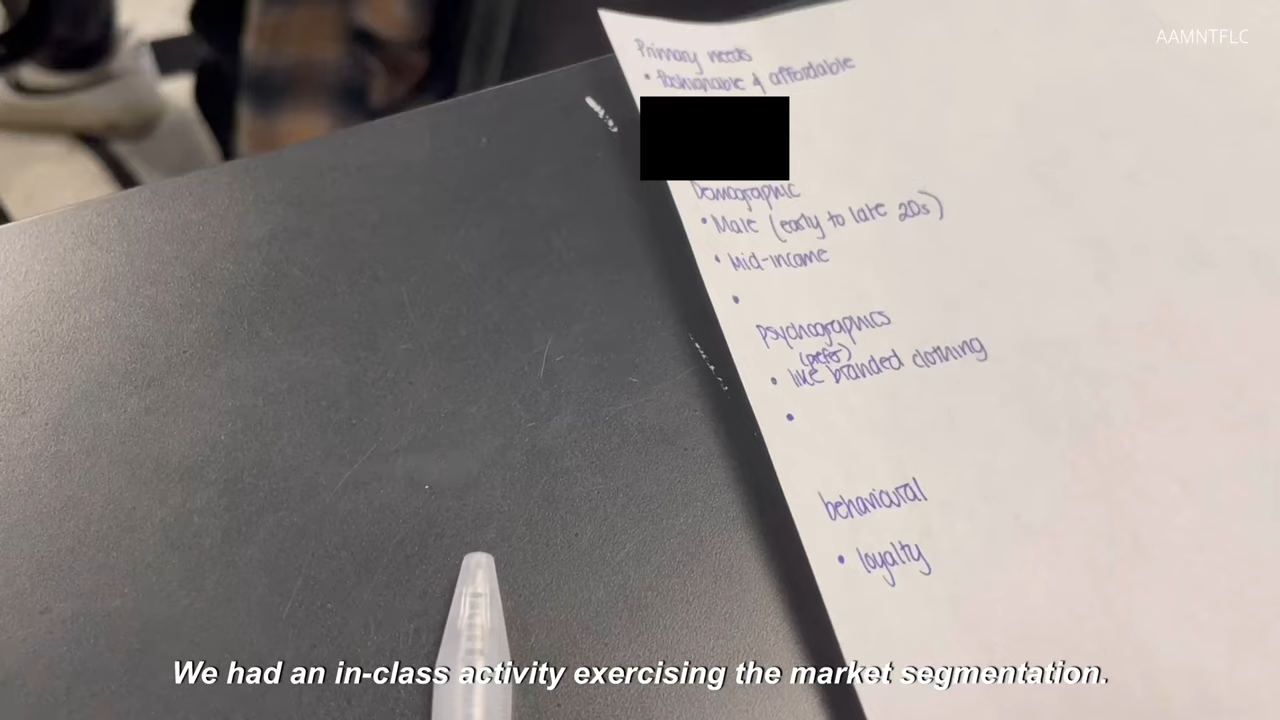 AAMNTFLC
Primary needs
• fashionable & affordable
Demographic
• Male (early to late 20s)
• Mid-income
•
psychographics
(prefer)
• like branded clothing
•
behavioural
• loyalty
We had an in-class activity exercising the market segmentation.